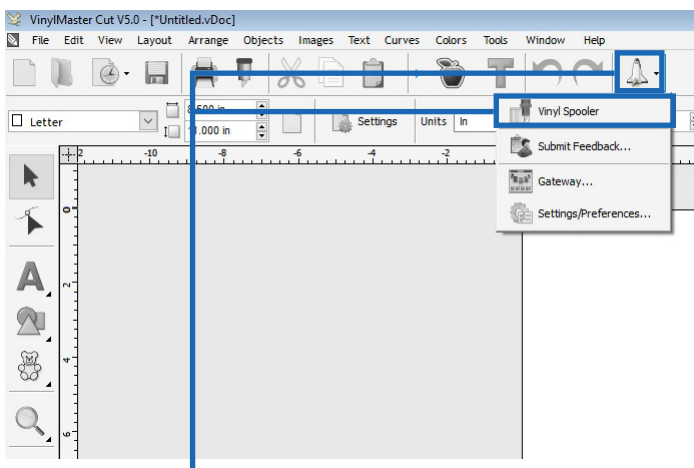 VinylMaster Cut V5.0 - [*Untitled.vDoc]
File Edit View Layout Arrange Objects Images Text Curves Colors Tools Window Help
Letter
Settings
Units In
Vinyl Spooler
Submit Feedback...
Gateway...
Settings/Preferences...
2 -10 -8 -6 -4 -2
0
2
4
6